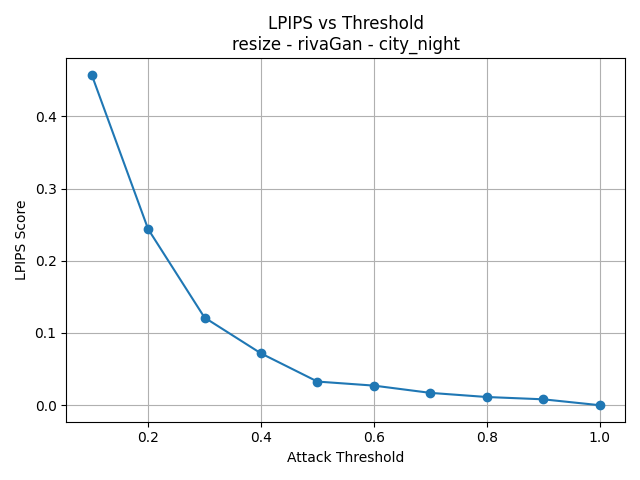 LPIPS vs Threshold
resize - rivaGan - city_night
LPIPS Score
0.4
0.3
0.2
0.1
0.0
0.2
0.4
0.6
0.8
1.0
Attack Threshold